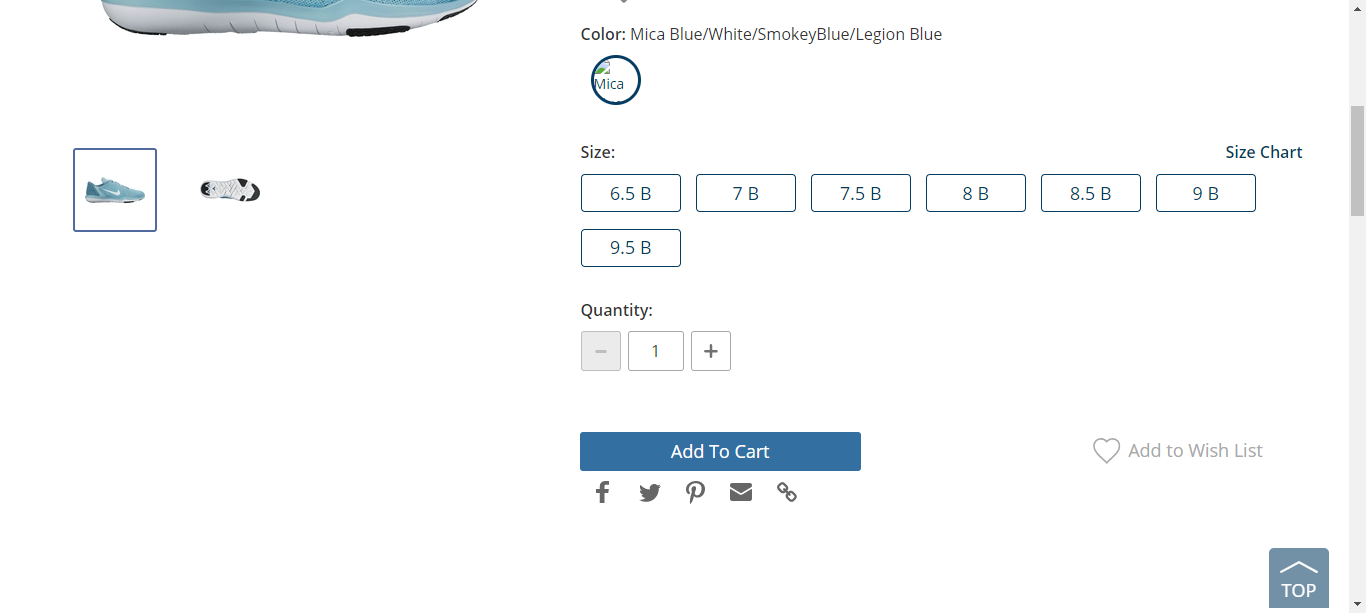 Color: Mica Blue/White/SmokeyBlue/Legion Blue
Mica
Size:
Size Chart
6.5 B
7 B
7.5 B
8 B
8.5 B
9 B
9.5 B
Quantity:
1
Add To Cart
Add to Wish List
TOP